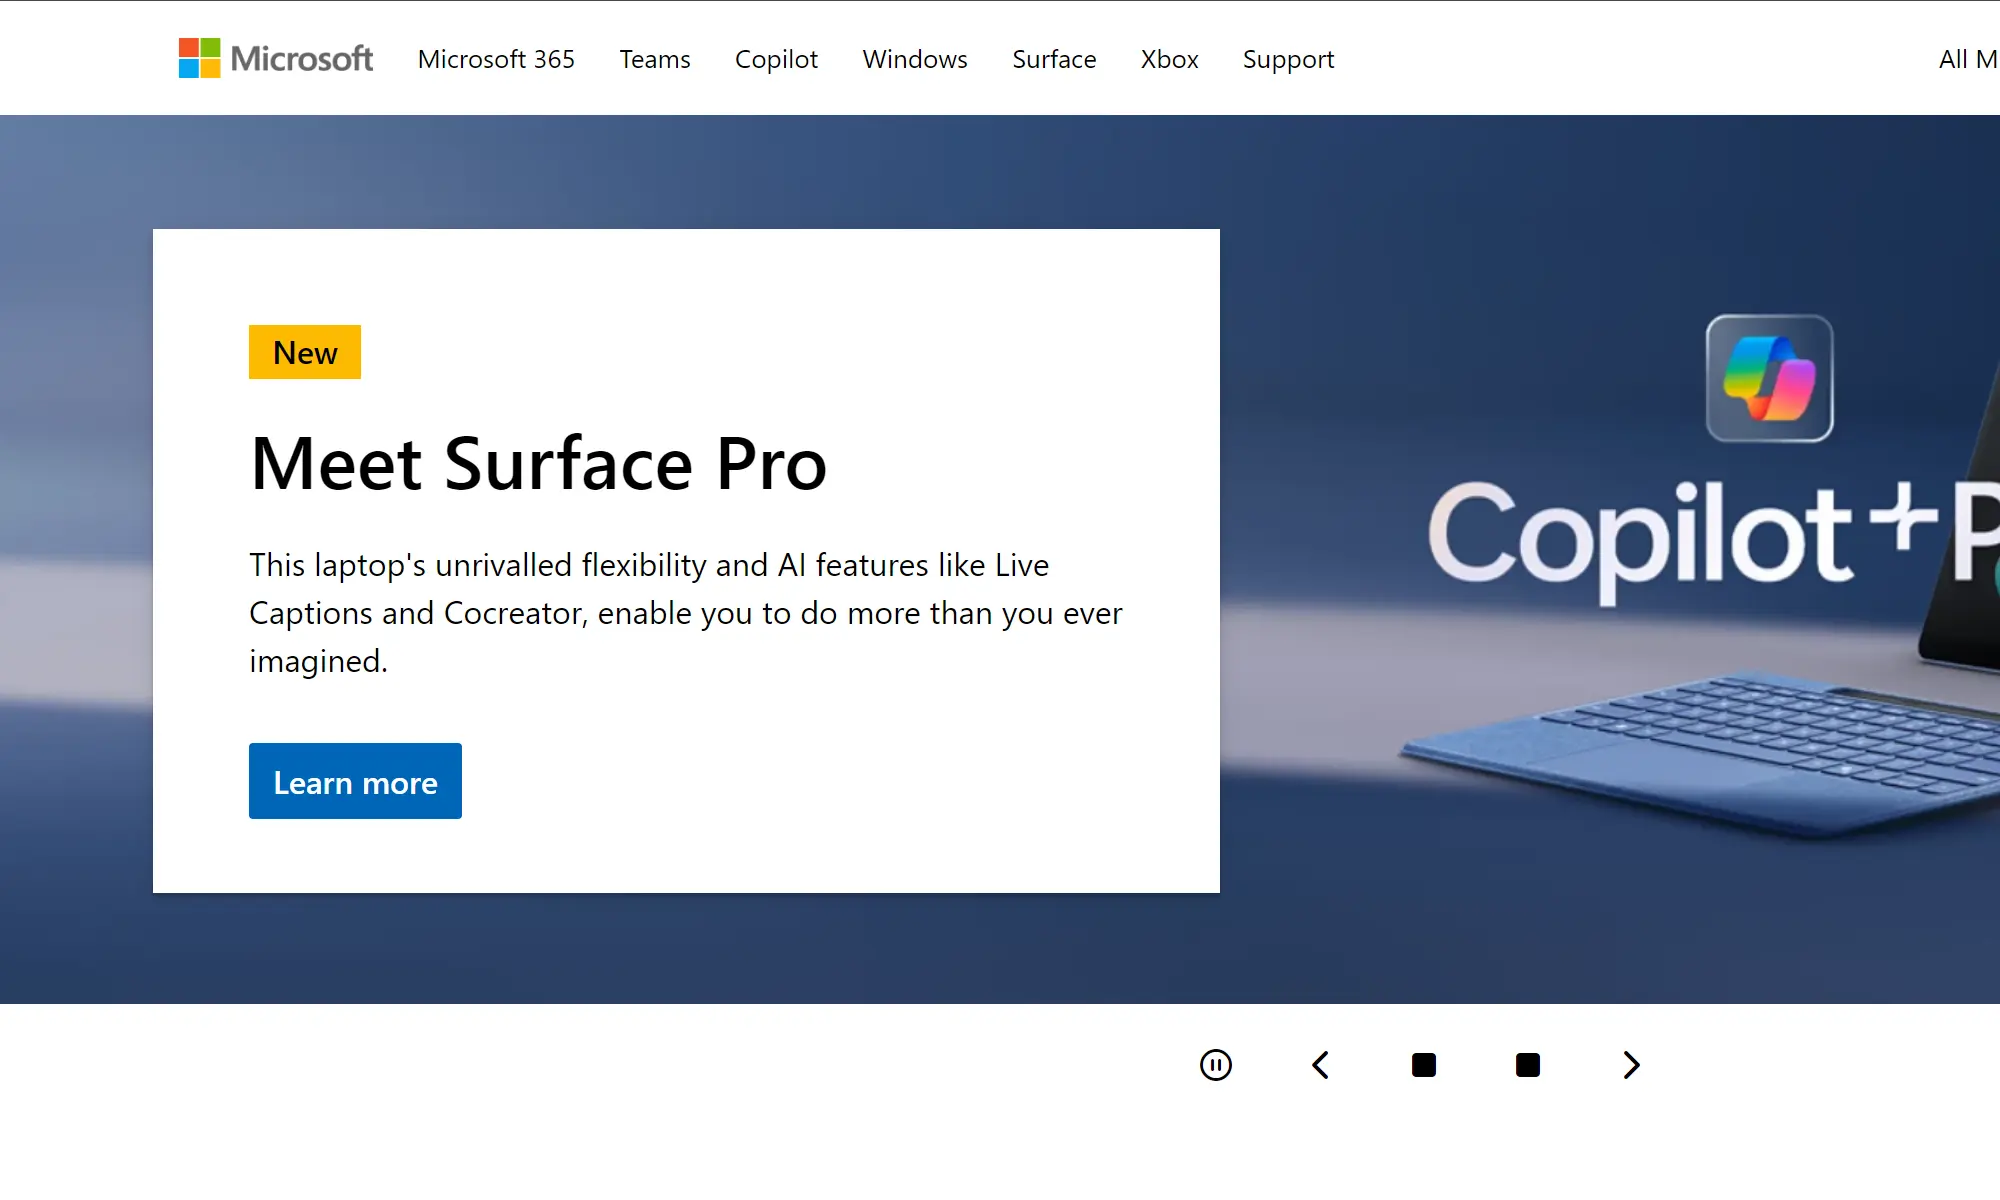 Microsoft
Microsoft 365
Teams
Copilot
Windows
Surface
Xbox
Support
All
New
Meet Surface Pro
This laptop's unrivalled flexibility and AI features like Live
Captions and Cocreator, enable you to do more than you ever
imagined.
Learn more
Copilot+